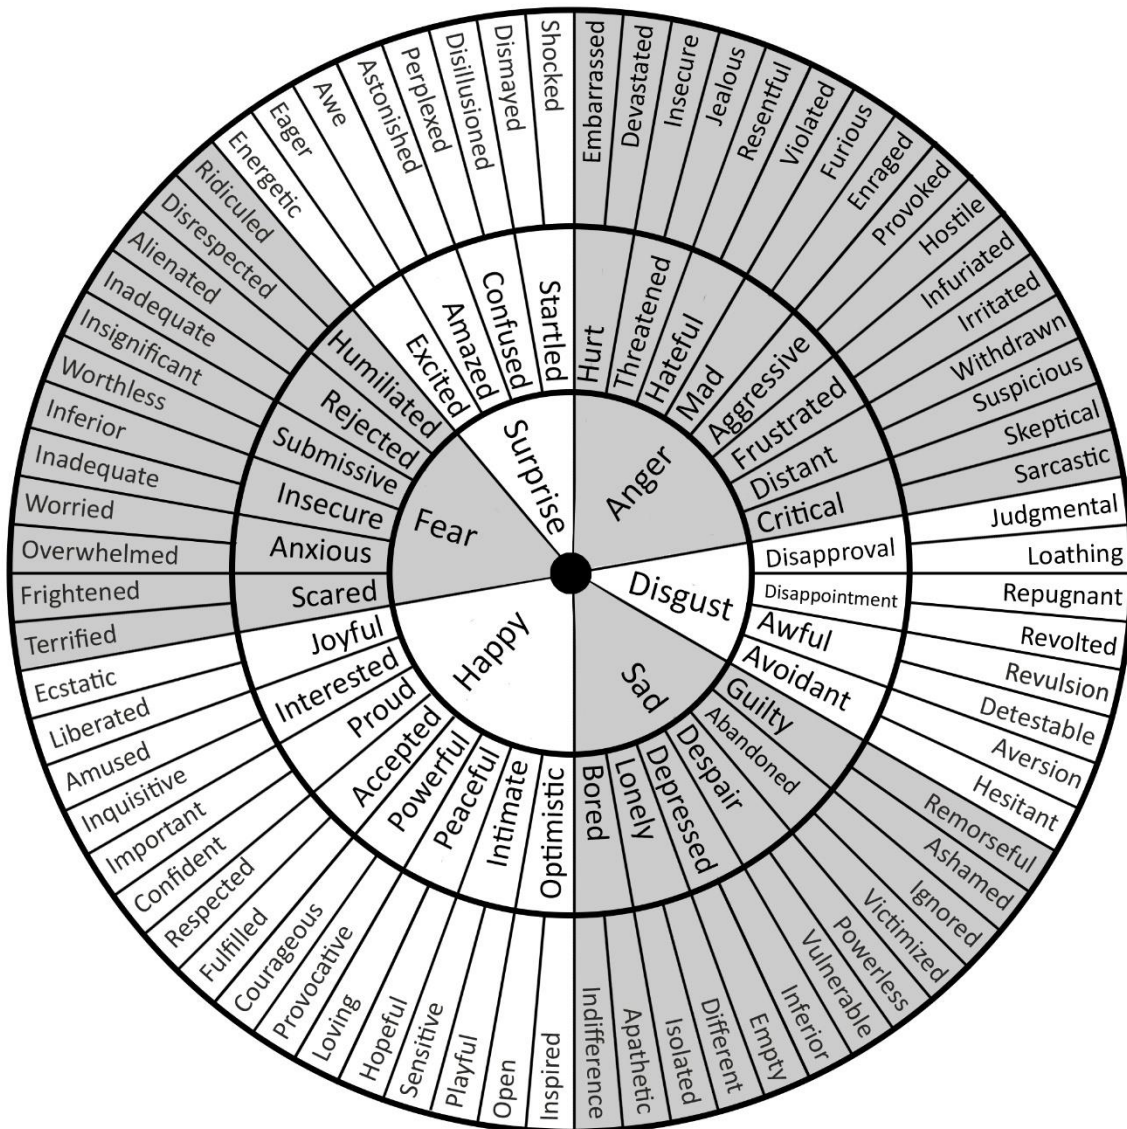 Surprise
Anger
Disgust
Sad
Happy
Fear
Hurt
Threatened
Hateful
Mad
Aggressive
Frustrated
Distant
Critical
Disapproval
Disappointment
Awful
Avoidant
Guilty
Abandoned
Despair
Depressed
Lonely
Bored
Optimistic
Intimate
Peaceful
Powerful
Accepted
Proud
Interested
Joyful
Scared
Anxious
Insecure
Submissive
Rejected
Humiliated
Excited
Amazed
Confused
Startled
Embarrassed
Devastated
Insecure
Jealous
Resentful
Violated
Furious
Enraged
Provoked
Hostile
Infuriated
Irritated
Withdrawn
Suspicious
Skeptical
Sarcastic
Judgmental
Loathing
Repugnant
Revolted
Revulsion
Detestable
Aversion
Hesitant
Remorseful
Ashamed
Ignored
Victimized
Powerless
Vulnerable
Inferior
Empty
Different
Isolated
Apathetic
Indifference
Inspired
Open
Playful
Sensitive
Hopeful
Loving
Provocative
Courageous
Fulfilled
Respected
Confident
Important
Inquisitive
Amused
Liberated
Ecstatic
Terrified
Frightened
Overwhelmed
Worried
Inadequate
Inferior
Worthless
Insignificant
Inadequate
Alienated
Disrespected
Ridiculed
Energetic
Eager
Awe
Astonished
Perplexed
Disillusioned
Dismayed
Shocked